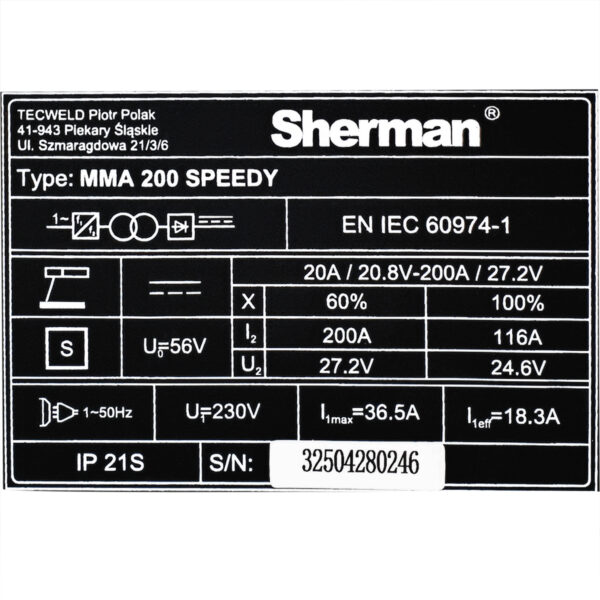 TECWELD Piotr Polak
41-943 Piekary Śląskie
Ul. Szmaragdowa 21/3/6
Sherman®
Type: MMA 200 SPEEDY
1~
EN IEC 60974-1
20A / 20.8V-200A / 27.2V
X 60% 100%
S
U₀=56V
I₂ 200A 116A
U₂ 27.2V 24.6V
1~50Hz
U₁=230V
I₁max=36.5A
I₁eff=18.3A
IP 21S
S/N:
32504280246